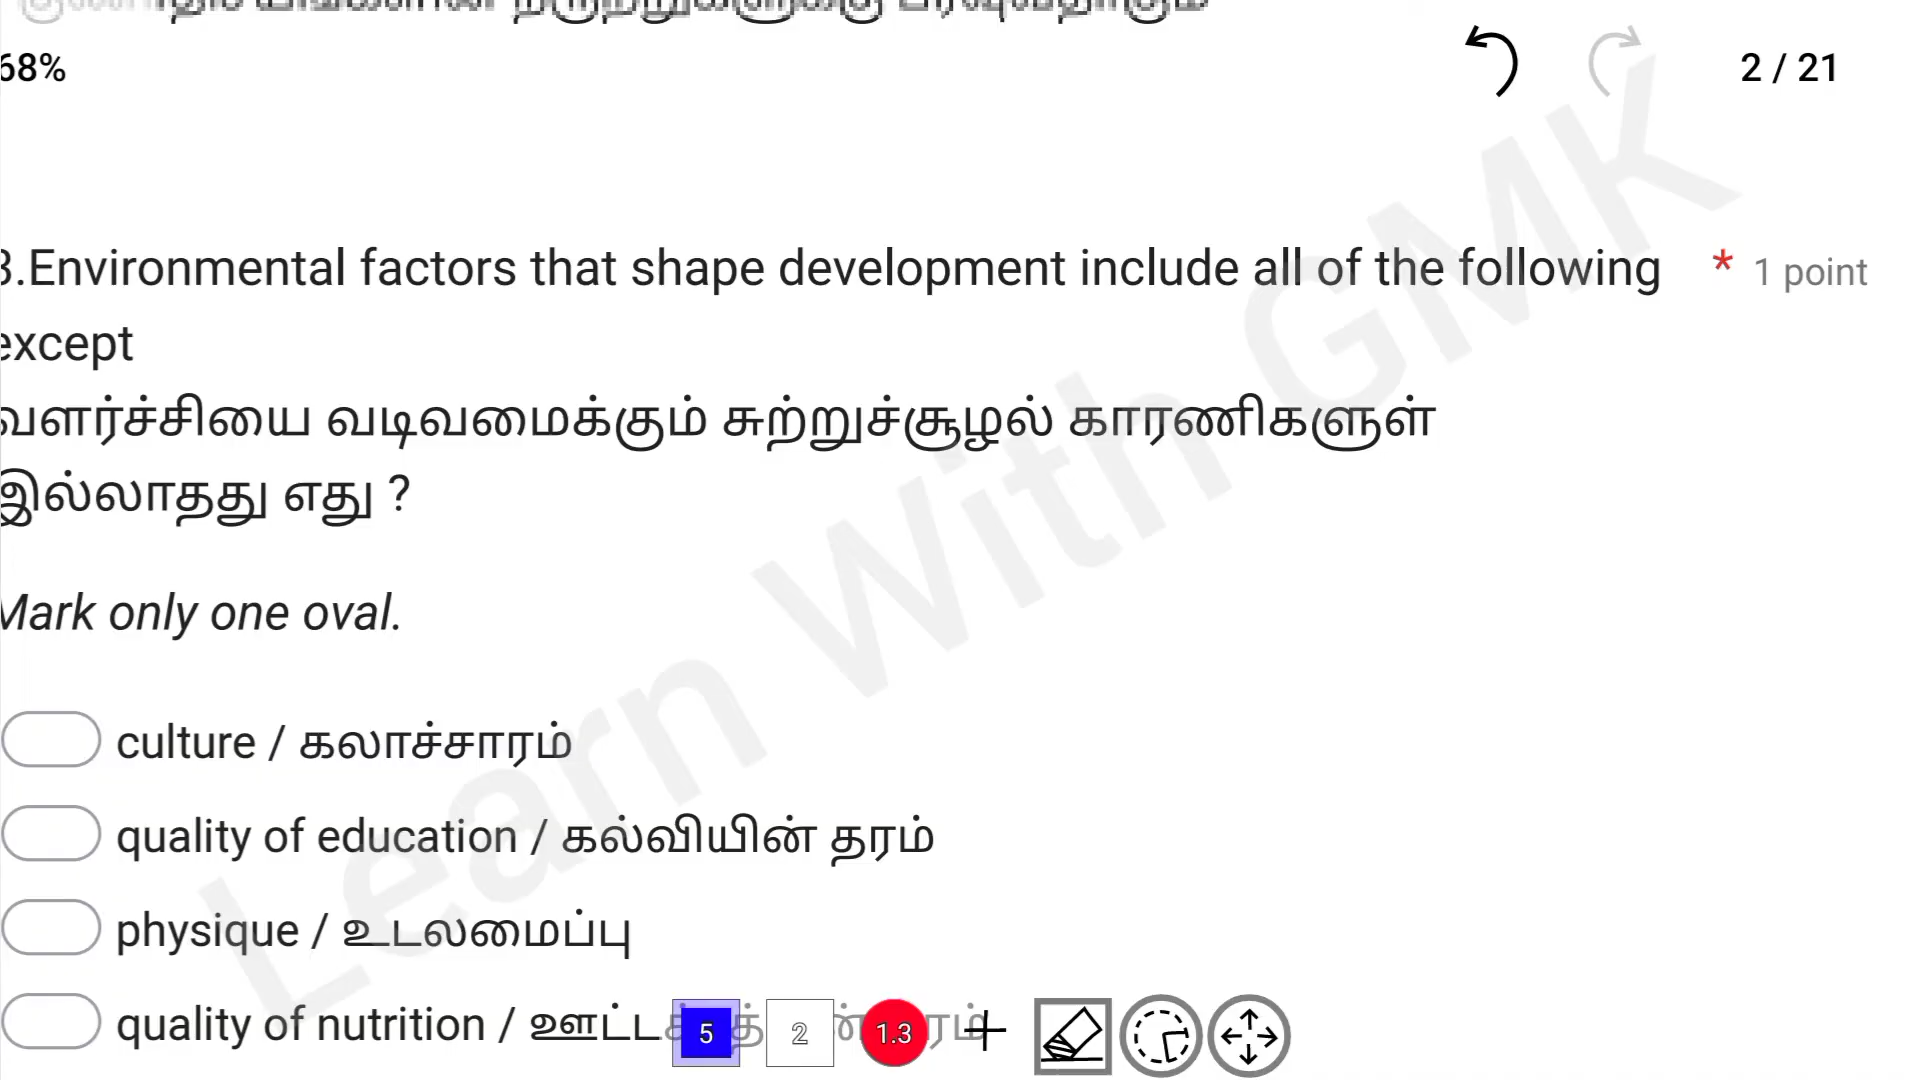 68%
2 / 21
3.Environmental factors that shape development include all of the following * 1 point
except
வளர்ச்சியை வடிவமைக்கும் சுற்றுச்சூழல் காரணிகளுள்
இல்லாதது எது ?
Mark only one oval.
culture / கலாச்சாரம்
quality of education / கல்வியின் தரம்
physique / உடலமைப்பு
quality of nutrition /
5 2 1.3
Learn With GMK